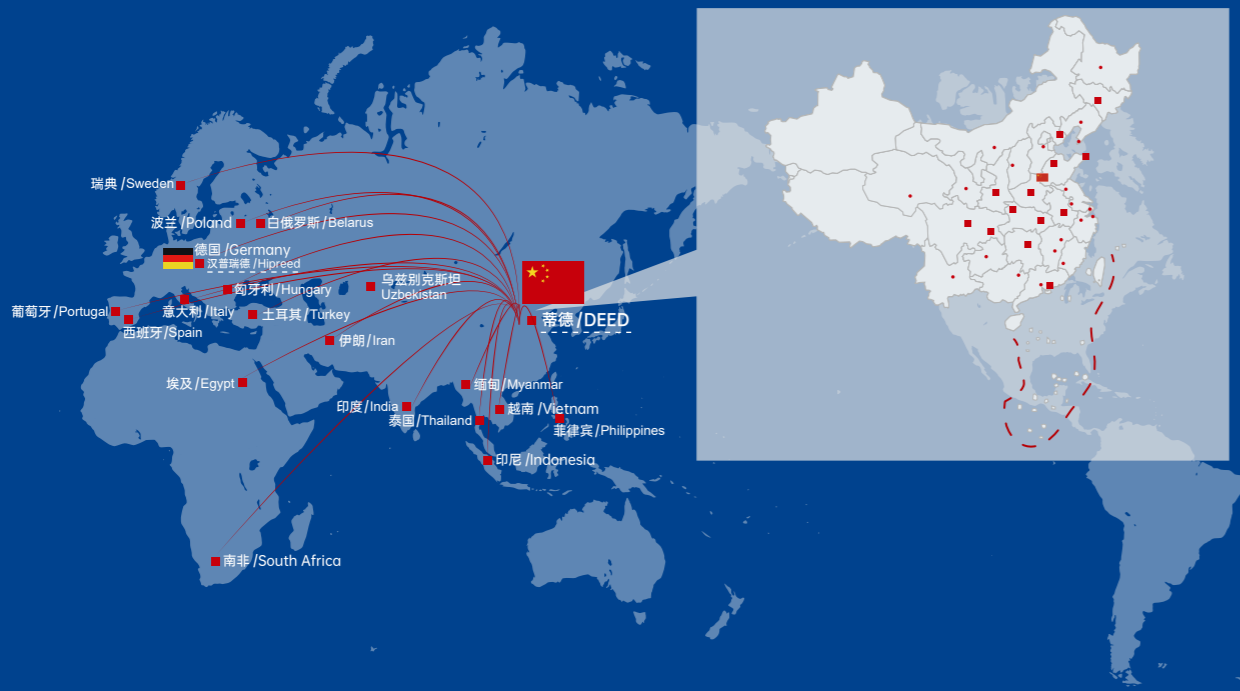 瑞典/Sweden
波兰/Poland
白俄罗斯/Belarus
德国/Germany
汉普瑞德/Hipreed
乌兹别克斯坦
Uzbekistan
匈牙利/Hungary
葡萄牙/Portugal
意大利/Italy
土耳其/Turkey
西班牙/Spain
蒂德/DEED
伊朗/Iran
埃及/Egypt
缅甸/Myanmar
印度/India
越南/Vietnam
泰国/Thailand
菲律宾/Philippines
印尼/Indonesia
南非/South Africa